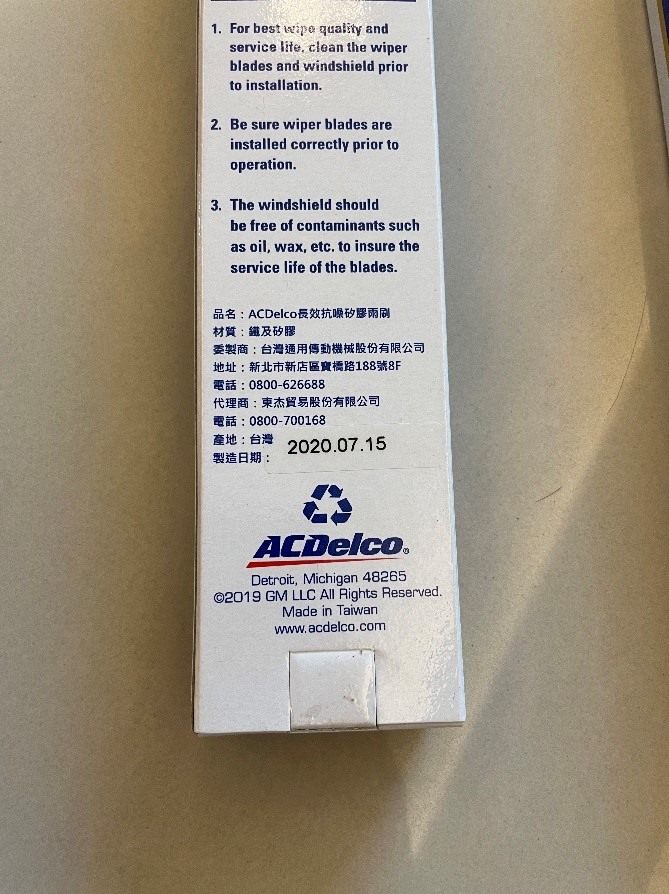 1. For best wipe quality and
service life, clean the wiper
blades and windshield prior
to installation.
2. Be sure wiper blades are
installed correctly prior to
operation.
3. The windshield should
be free of contaminants such
as oil, wax, etc. to insure the
service life of the blades.
品名：ACDelco長效抗噪矽膠雨刷
材質：鐵及矽膠
委製商：台灣通用傳動機械股份有限公司
地址：新北市新店區寶橋路188號8F
電話：0800-626688
代理商：東杰貿易股份有限公司
電話：0800-700168
產地：台灣
製造日期： 2020.07.15
ACDelco®
Detroit, Michigan 48265
©2019 GM LLC All Rights Reserved.
Made in Taiwan
www.acdelco.com